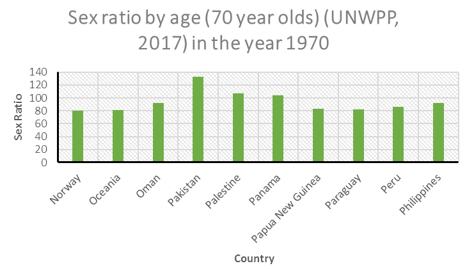 Sex ratio by age (70 year olds) (UNWPP,
2017) in the year 1970
Sex Ratio
140
120
100
80
60
40
20
0
Norway
Oceania
Oman
Pakistan
Palestine
Panama
Papua New Guinea
Paraguay
Peru
Philippines
Country